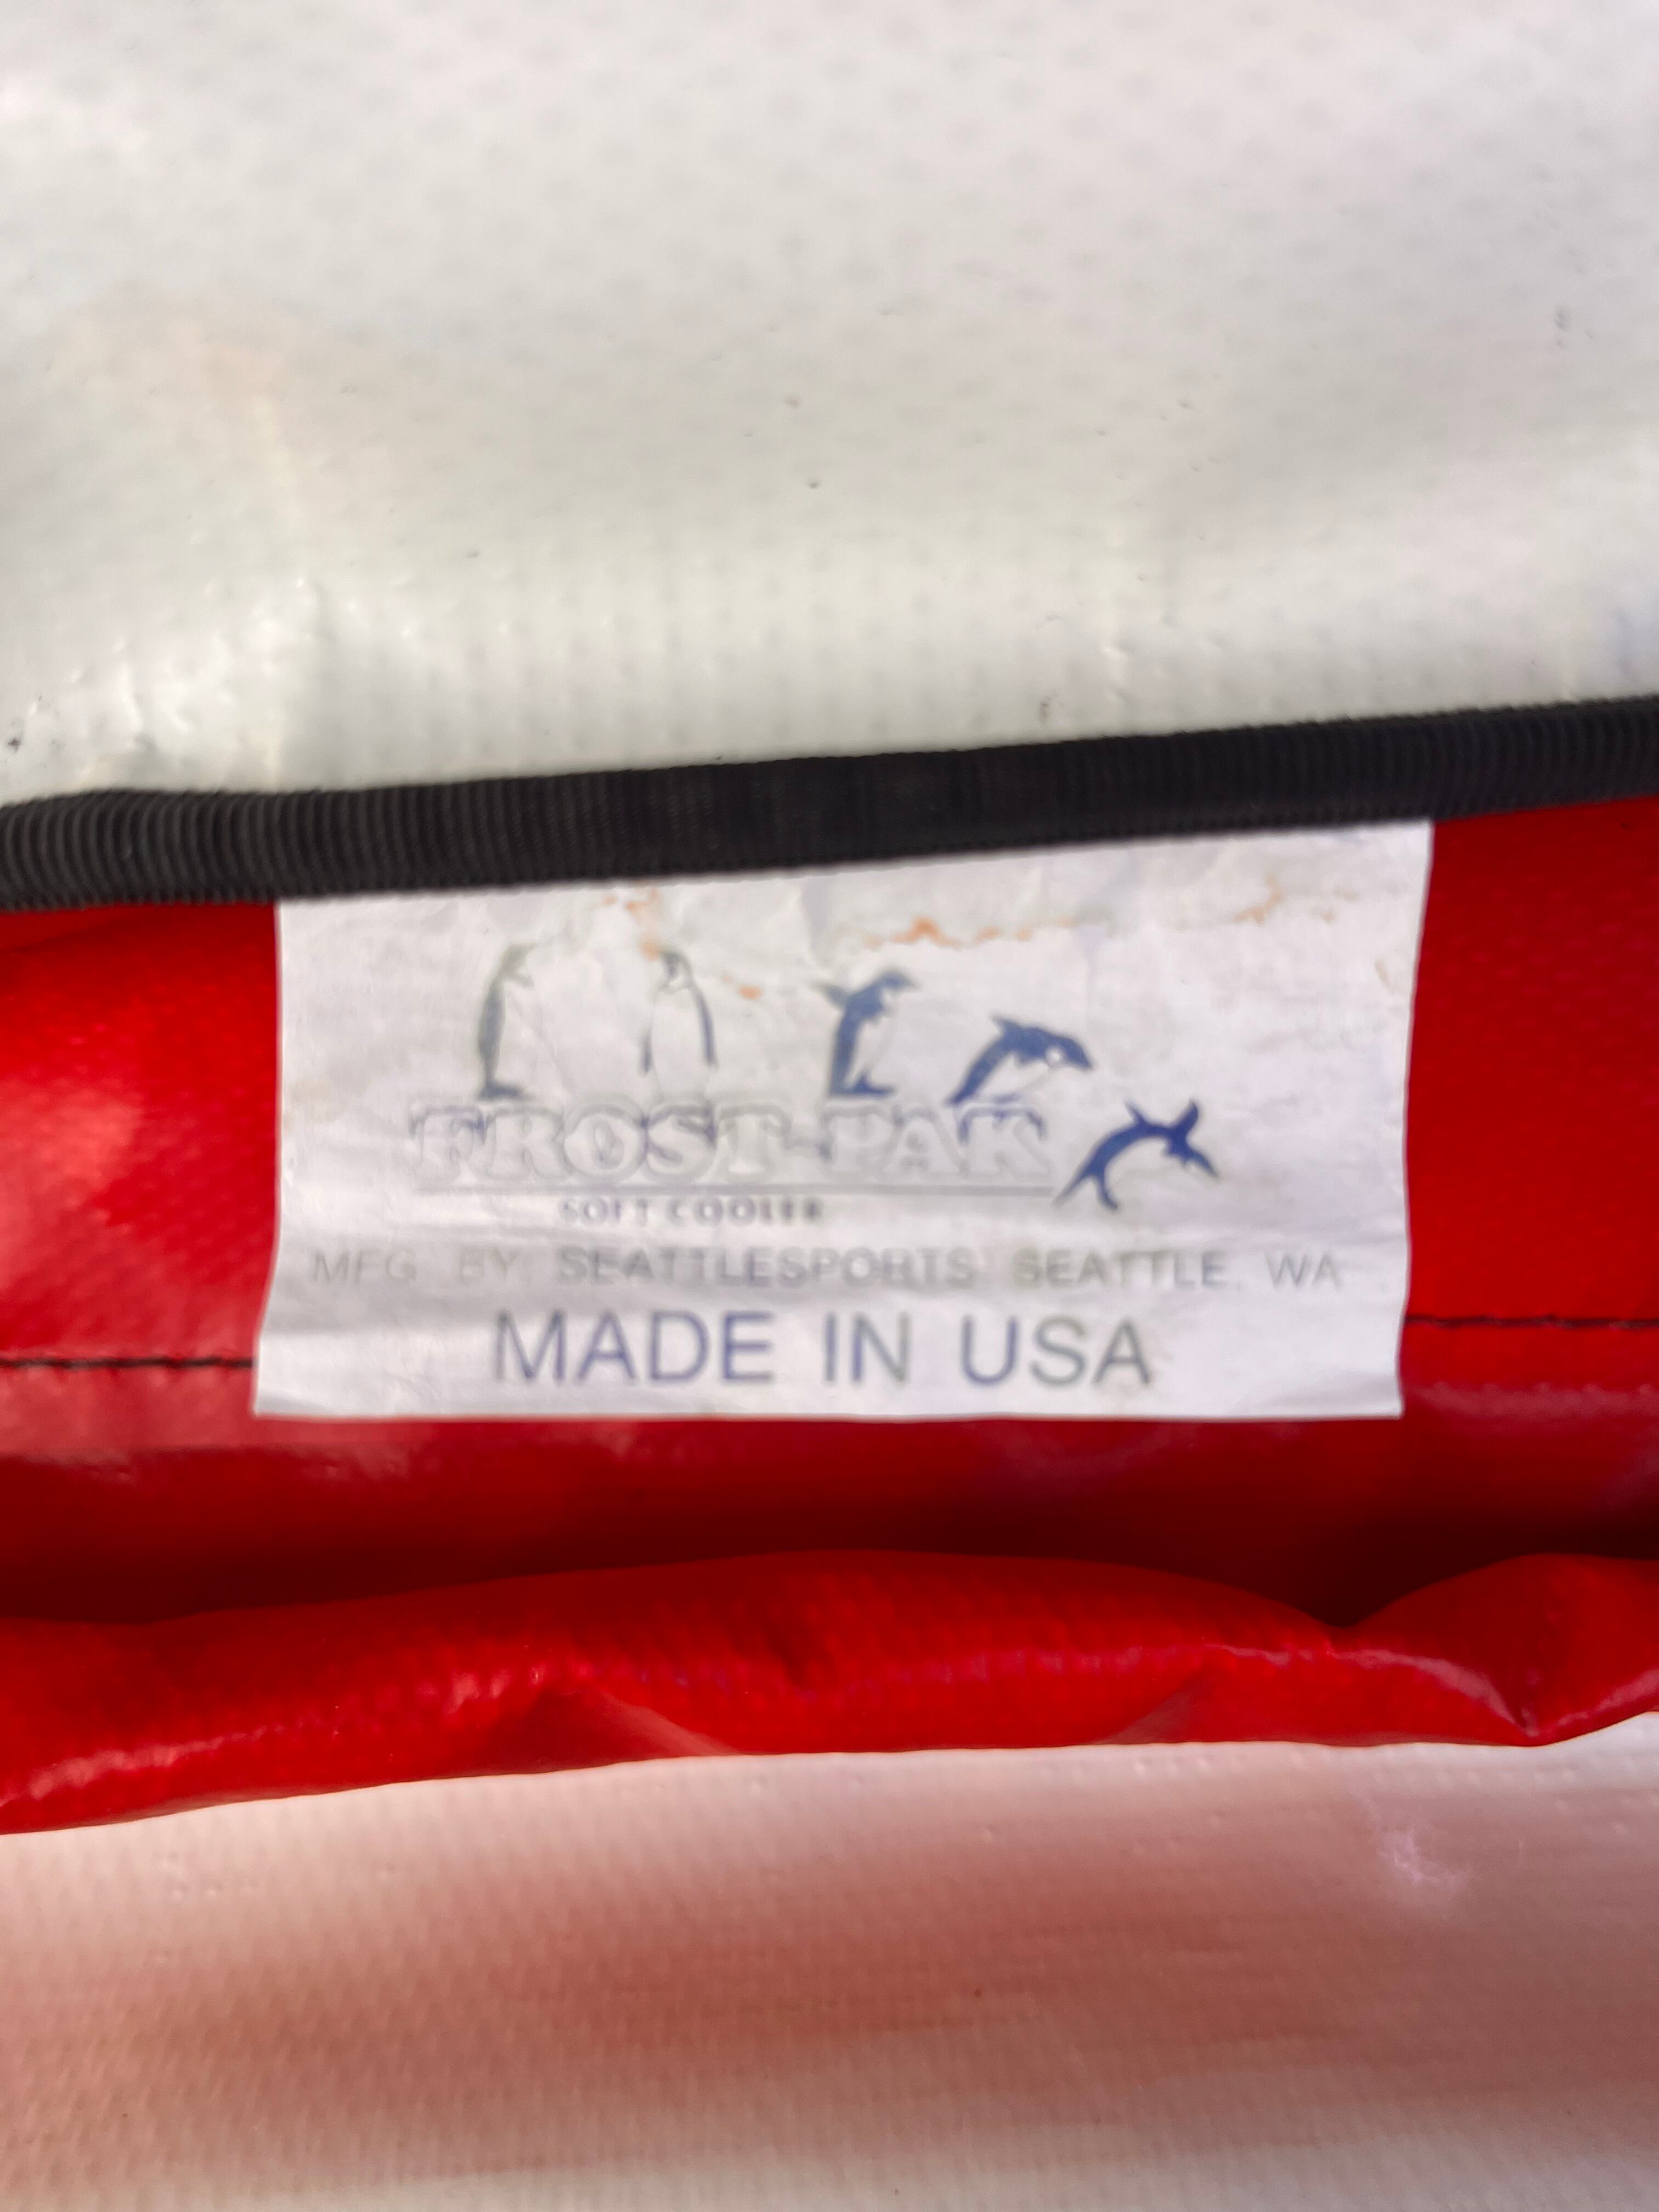 FROST-PAK
SOFT COOLER
MFG. BY: SEATTLESPORTS SEATTLE, WA
MADE IN USA